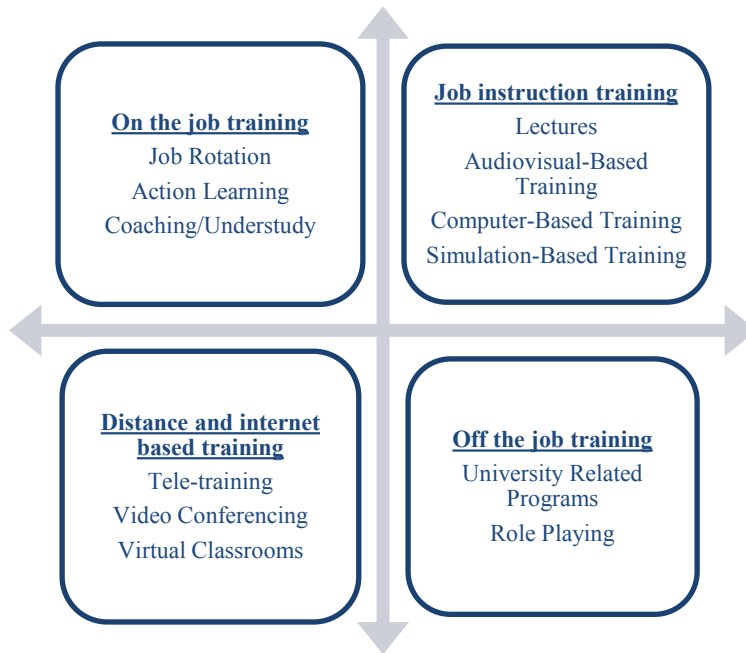 On the job training
Job Rotation
Action Learning
Coaching/Understudy
Job instruction training
Lectures
Audiovisual-Based
Training
Computer-Based Training
Simulation-Based Training
Distance and internet
based training
Tele-training
Video Conferencing
Virtual Classrooms
Off the job training
University Related
Programs
Role Playing